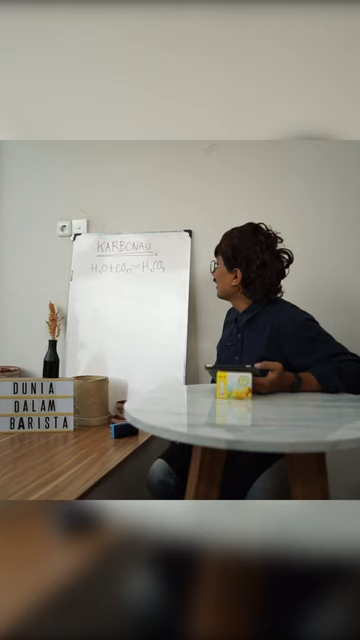 KARBONASI
H₂O + CO₂ ⇌ H₂CO₃
DUNIA
DALAM
BARISTA